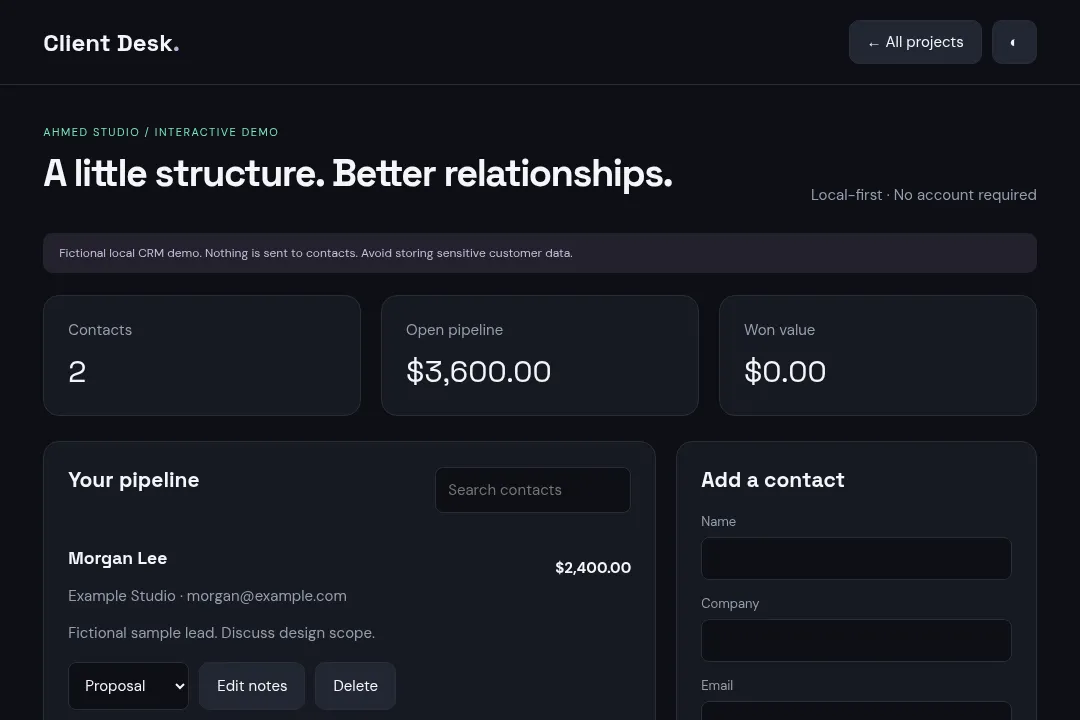 Client Desk.
← All projects
AHMED STUDIO / INTERACTIVE DEMO
A little structure. Better relationships.
Local-first · No account required
Fictional local CRM demo. Nothing is sent to contacts. Avoid storing sensitive customer data.
Contacts
2
Open pipeline
$3,600.00
Won value
$0.00
Your pipeline
Search contacts
Morgan Lee
$2,400.00
Example Studio · morgan@example.com
Fictional sample lead. Discuss design scope.
Proposal
Edit notes
Delete
Add a contact
Name
Company
Email